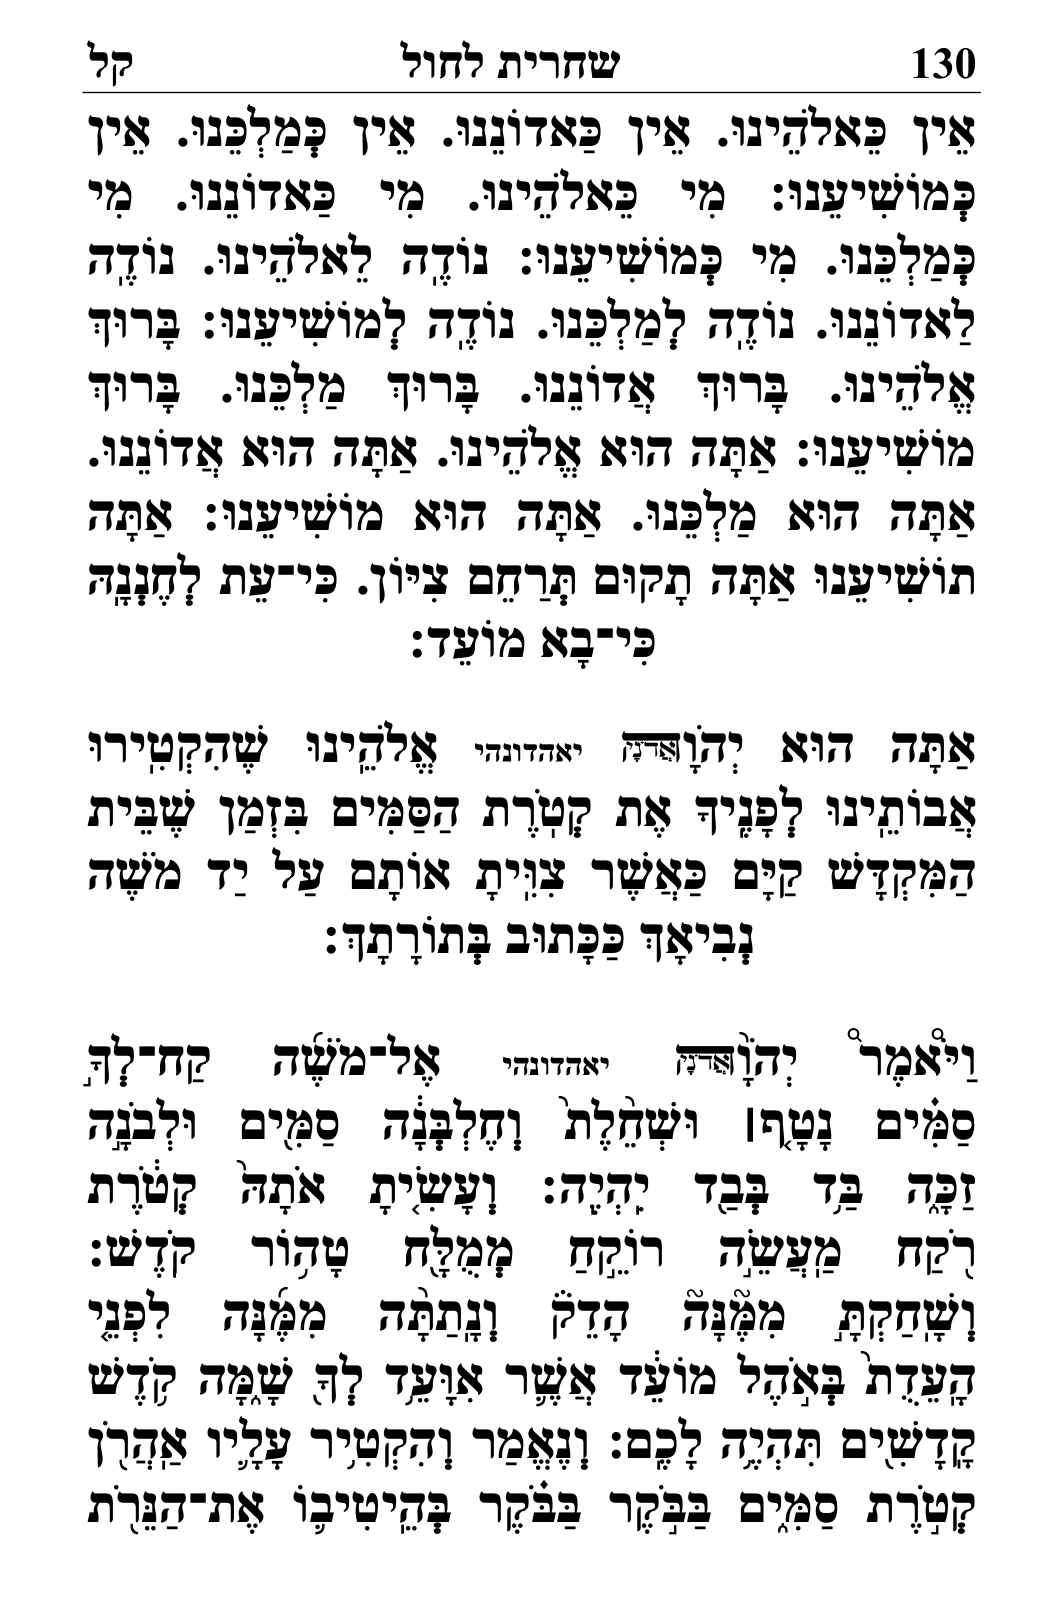 130 שחרית לחול קל
אֵין כֵּאלֹהֵינוּ. אֵין כַּאדוֹנֵנוּ. אֵין כְּמַלְכֵּנוּ. אֵין
כְּמוֹשִׁיעֵנוּ: מִי כֵּאלֹהֵינוּ. מִי כַּאדוֹנֵנוּ. מִי
כְּמַלְכֵּנוּ. מִי כְּמוֹשִׁיעֵנוּ: נוֹדֶֽה לֵאלֹהֵינוּ. נוֹדֶֽה
לַאדוֹנֵנוּ. נוֹדֶֽה לְמַלְכֵּנוּ. נוֹדֶֽה לְמוֹשִׁיעֵנוּ: בָּרוּךְ
אֱלֹהֵינוּ. בָּרוּךְ אֲדוֹנֵנוּ. בָּרוּךְ מַלְכֵּנוּ. בָּרוּךְ
מוֹשִׁיעֵנוּ: אַתָּה הוּא אֱלֹהֵינוּ. אַתָּה הוּא אֲדוֹנֵנוּ.
אַתָּה הוּא מַלְכֵּנוּ. אַתָּה הוּא מוֹשִׁיעֵנוּ: אַתָּה
תוֹשִׁיעֵנוּ אַתָּה תָקוּם תְּרַחֵם צִיּוֹן. כִּי־עֵת לְחֶנְנָהּ
כִּי־בָא מוֹעֵד:
אַתָּה הוּא יְהֹוָה אֲדֹנָי יאהדונהי אֱלֹהֵֽינוּ שֶׁהִקְטִֽירוּ
אֲבוֹתֵֽינוּ לְפָנֶֽיךָ אֶת קְטֹֽרֶת הַסַּמִּים בִּזְמַן שֶׁבֵּית
הַמִּקְדָּשׁ קַיָּם כַּאֲשֶׁר צִוִּֽיתָ אוֹתָם עַל יַד מֹשֶׁה
נְבִיאָךְ כַּכָּתוּב בְּתוֹרָתָךְ:
וַיֹּ֩אמֶר֩ יְהֹוָ֨ה אֲדֹנָי יאהדונהי אֶל־מֹשֶׁ֜ה קַח־לְךָ֣
סַמִּ֗ים נָטָ֤ף׀ וּשְׁחֵ֙לֶת֙ וְחֶלְבְּנָ֔ה סַמִּ֖ים וּלְבֹנָ֣ה
זַכָּ֑ה בַּ֥ד בְּבַ֖ד יִֽהְיֶֽה: וְעָשִׂ֤יתָ אֹתָהּ֙ קְטֹ֔רֶת
רֹ֖קַח מַֽעֲשֵׂ֣ה רוֹקֵ֑חַ מְמֻלָּ֖ח טָה֥וֹר קֹֽדֶשׁ:
וְשָֽׁחַקְתָּ֣ מִמֶּ֘נָּה֘ הָדֵק֒ וְנָֽתַתָּ֨ה מִמֶּ֜נָּה לִפְנֵ֤י
הָֽעֵדֻת֙ בְּאֹ֣הֶל מוֹעֵ֔ד אֲשֶׁ֛ר אִוָּעֵ֥ד לְךָ֖ שָׁ֑מָּה קֹ֥דֶשׁ
קָֽדָשִׁ֖ים תִּהְיֶ֥ה לָכֶֽם: וְנֶאֱמַר וְהִקְטִ֥יר עָלָ֛יו אַֽהֲרֹ֖ן
קְטֹ֣רֶת סַמִּ֑ים בַּבֹּ֣קֶר בַּבֹּ֗קֶר בְּהֵֽיטִיב֛וֹ אֶת־הַנֵּרֹ֖ת